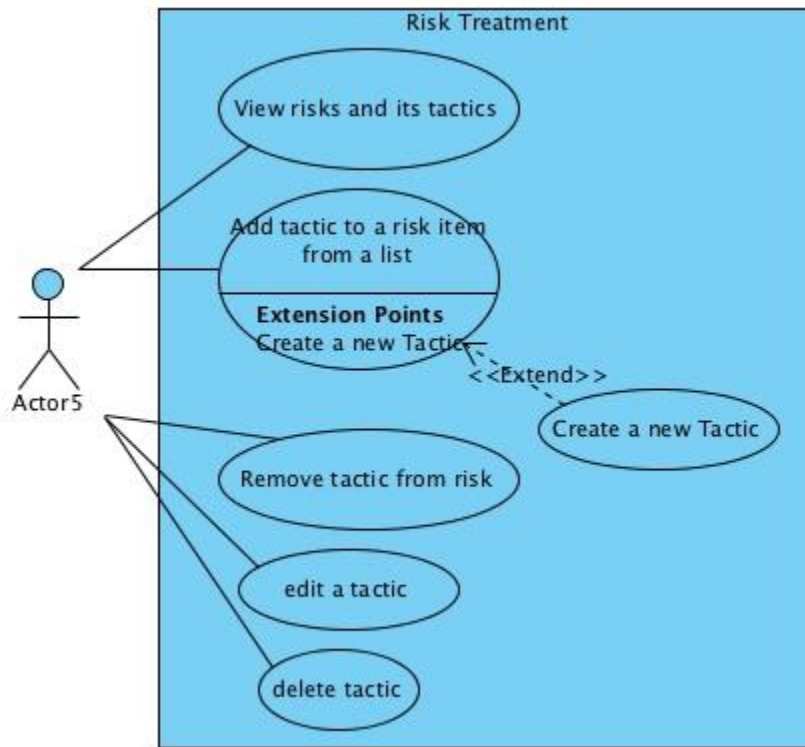 Risk Treatment
View risks and its tactics
Add tactic to a risk item
from a list
Extension Points
Create a new Tactic
<<Extend>>
Actor5
Create a new Tactic
Remove tactic from risk
edit a tactic
delete tactic